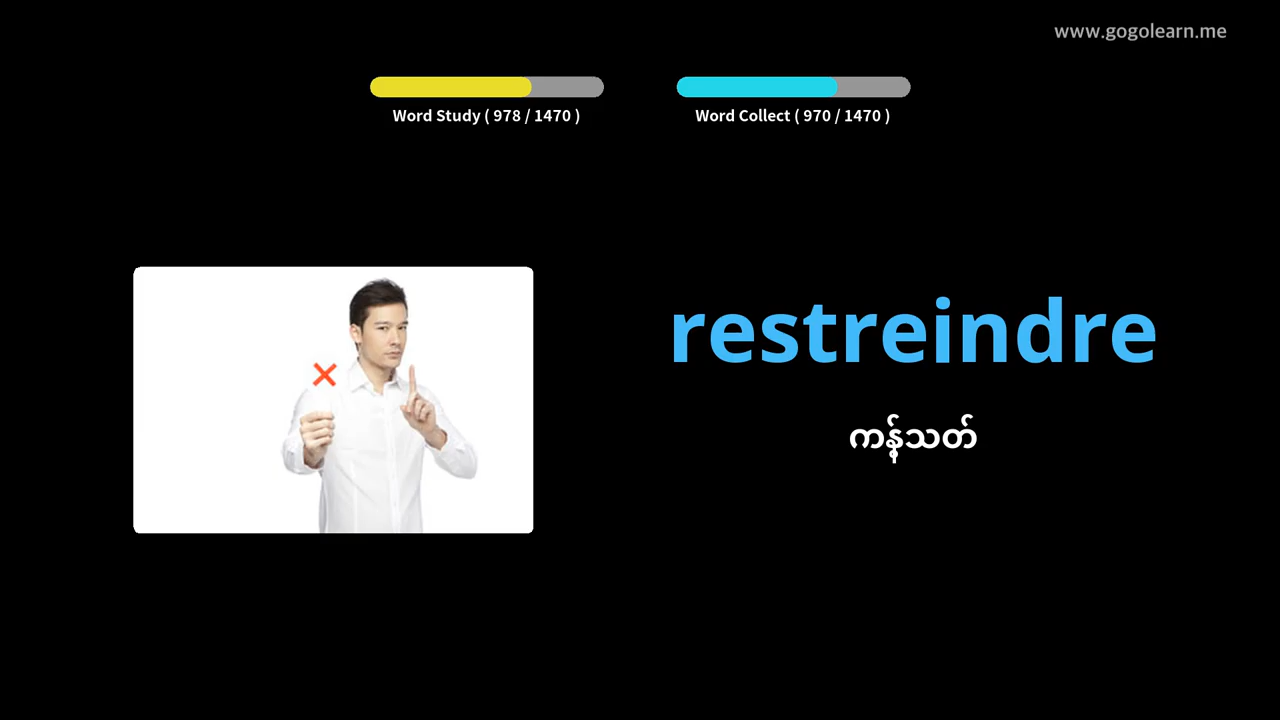 www.gogolearn.me
Word Study ( 978 / 1470 )
Word Collect ( 970 / 1470 )
restreindre
ကန့်သတ်